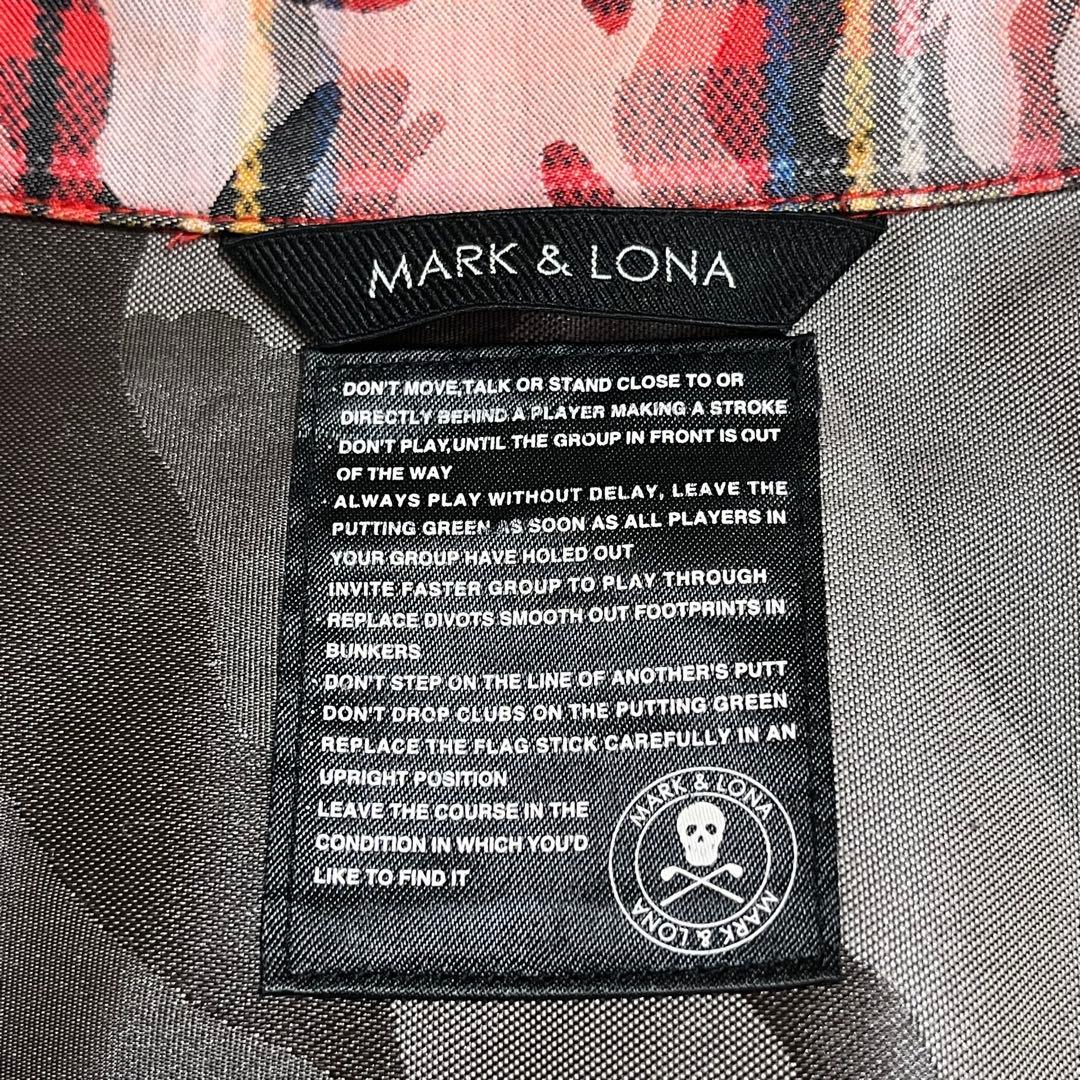 MARK & LONA
· DON'T MOVE,TALK OR STAND CLOSE TO OR
DIRECTLY BEHIND A PLAYER MAKING A STROKE
· DON'T PLAY,UNTIL THE GROUP IN FRONT IS OUT
OF THE WAY
· ALWAYS PLAY WITHOUT DELAY, LEAVE THE
PUTTING GREEN AS SOON AS ALL PLAYERS IN
YOUR GROUP HAVE HOLED OUT
INVITE FASTER GROUP TO PLAY THROUGH
· REPLACE DIVOTS SMOOTH OUT FOOTPRINTS IN
BUNKERS
· DON'T STEP ON THE LINE OF ANOTHER'S PUTT
DON'T DROP CLUBS ON THE PUTTING GREEN
REPLACE THE FLAG STICK CAREFULLY IN AN
UPRIGHT POSITION
LEAVE THE COURSE IN THE
CONDITION IN WHICH YOU'D
LIKE TO FIND IT
MARK & LONA
MARK & LONA